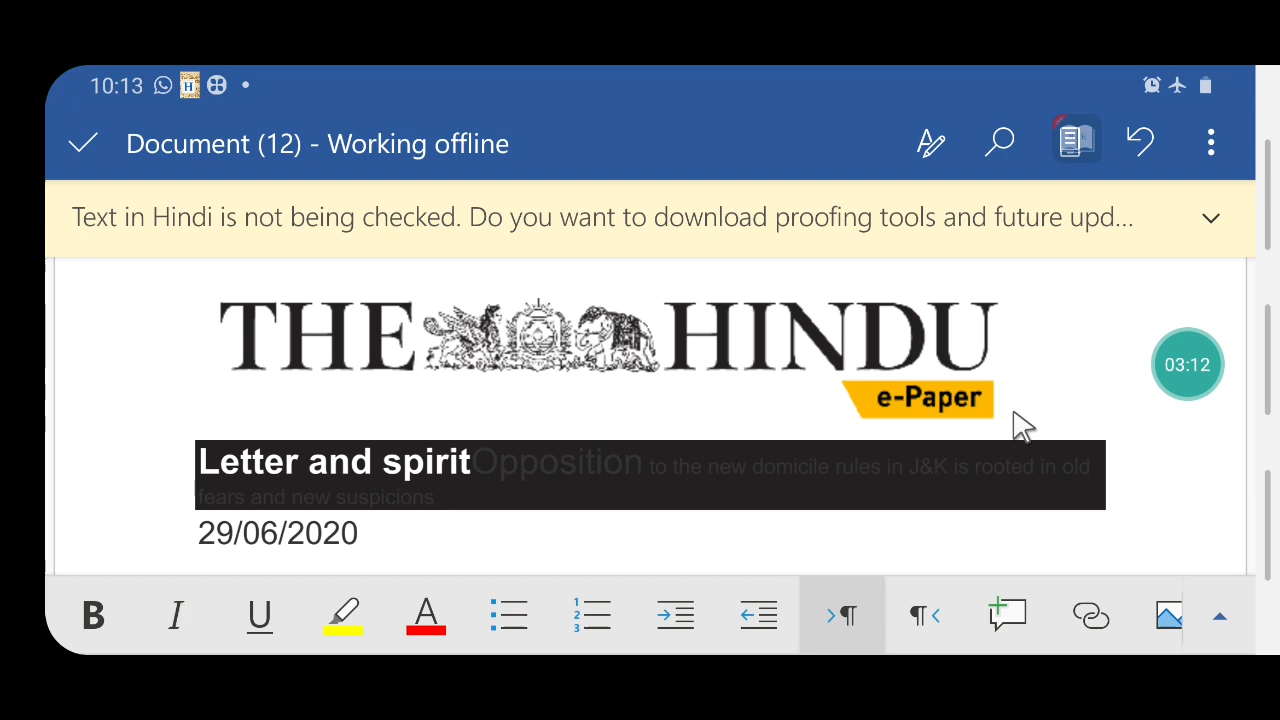 10:13
Document (12) - Working offline
Text in Hindi is not being checked. Do you want to download proofing tools and future upd...
THE HINDU
e-Paper
03:12
Letter and spiritOpposition to the new domicile rules in J&K is rooted in old
fears and new suspicions
29/06/2020
B I U A